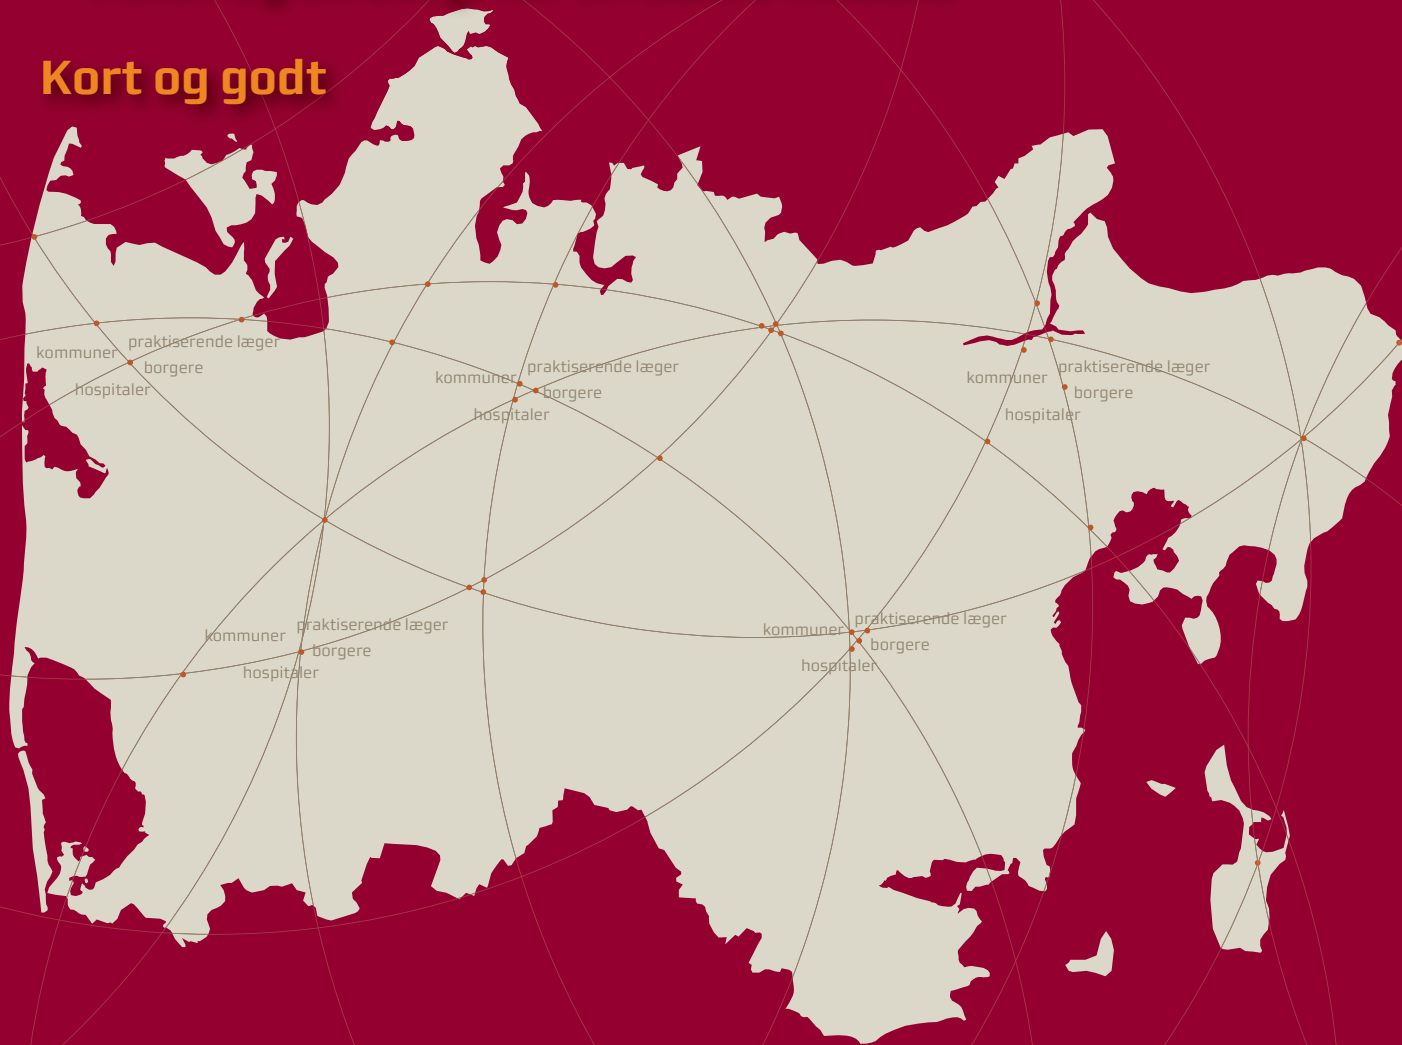 Kort og godt
praktiserende læger
kommuner
borgere
hospitaler
praktiserende læger
kommuner
borgere
hospitaler
praktiserende læger
kommuner
borgere
hospitaler
praktiserende læger
kommuner
borgere
hospitaler
praktiserende læger
kommuner
borgere
hospitaler